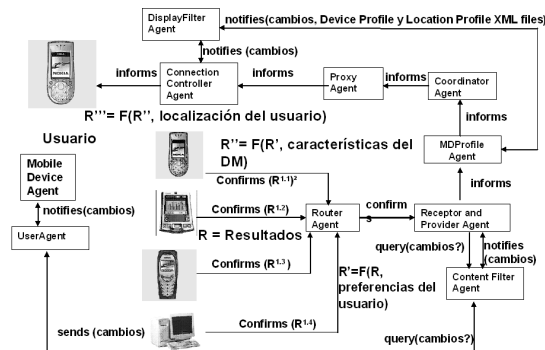 DisplayFilter
Agent
notifies(cambios, Device Profile y Location Profile XML files)
notifies (cambios)
informs
Connection
Controller
Agent
informs
Proxy
Agent
informs
Coordinator
Agent
R'''= F(R'', localización del usuario)
informs
Usuario
R''= F(R', características del
DM)
MDProfile
Agent
Mobile
Device
Agent
Confirms (R¹·¹)²
informs
notifies(cambios)
Confirms (R¹·²)
Router
Agent
confirm
s
Receptor and
Provider Agent
UserAgent
R = Resultados
query(cambios?)
notifies
(cambios)
Confirms (R¹·³)
R'=F(R,
preferencias del
usuario)
Content Filter
Agent
sends (cambios)
Confirms (R¹·⁴)
query(cambios?)